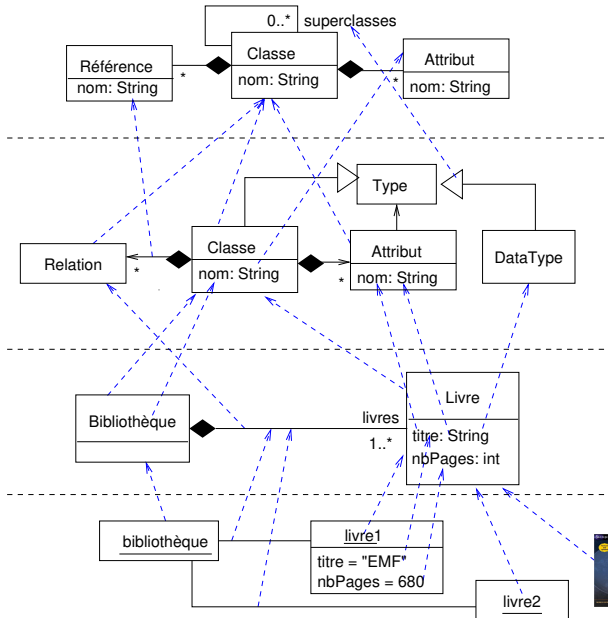 0..*
superclasses
Classe
nom: String
Référence
nom: String
*
*
Attribut
nom: String
Type
Relation
*
Classe
nom: String
*
Attribut
nom: String
DataType
Bibliothèque
livres
1..*
Livre
titre: String
nbPages: int
bibliothèque
livre1
titre = "EMF"
nbPages = 680
livre2